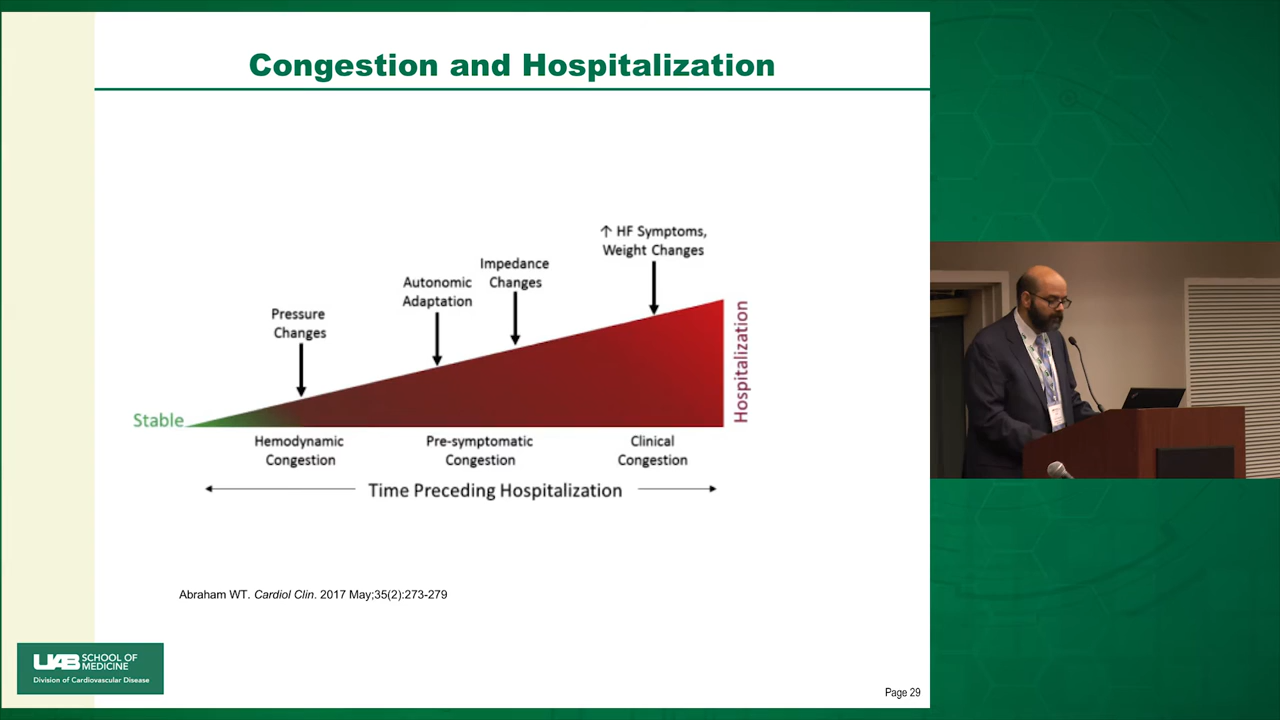 Congestion and Hospitalization
↑ HF Symptoms,
Weight Changes
Impedance
Changes
Autonomic
Adaptation
Pressure
Changes
Stable
Hospitalization
Hemodynamic
Congestion
Pre-symptomatic
Congestion
Clinical
Congestion
Time Preceding Hospitalization
Abraham WT. Cardiol Clin. 2017 May;35(2):273-279
UAB SCHOOL OF
MEDICINE
Division of Cardiovascular Disease
Page 29